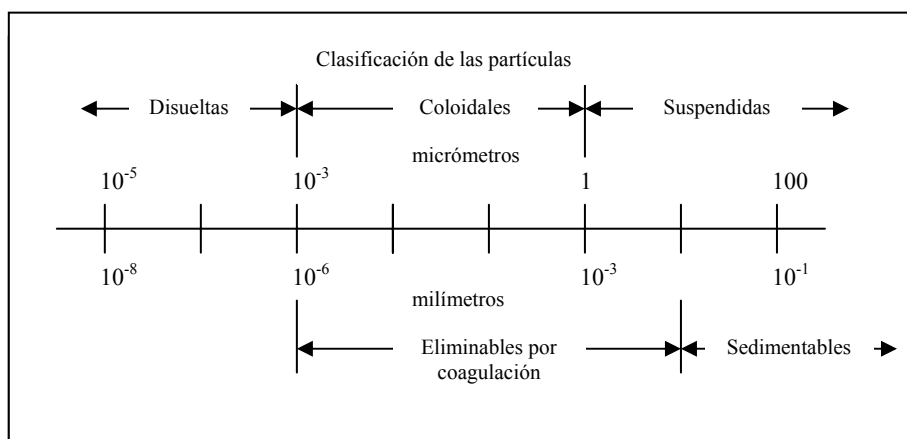 Clasificación de las partículas
Disueltas Coloidales Suspendidas
micrómetros
10⁻⁵ 10⁻³ 1 100
10⁻⁸ 10⁻⁶ 10⁻³ 10⁻¹
milímetros
Eliminables por Sedimentables
coagulación